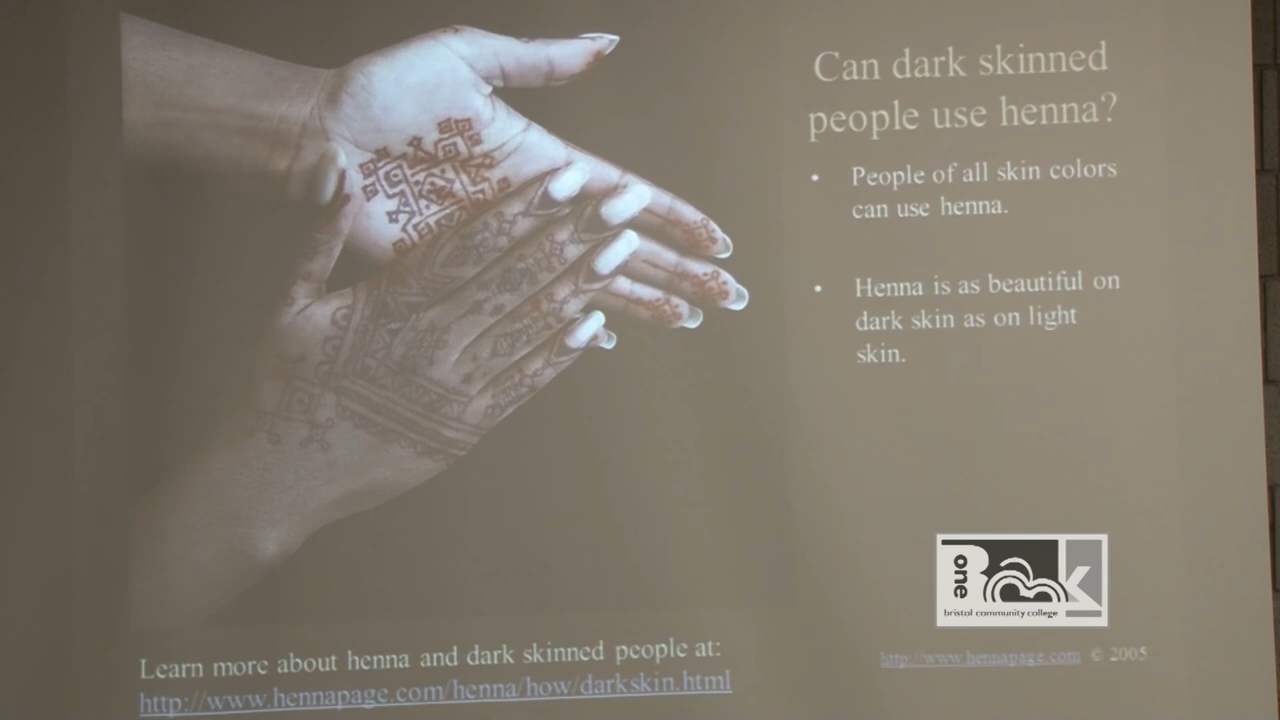 Can dark skinned
people use henna?
• People of all skin colors
can use henna.
• Henna is as beautiful on
dark skin as on light
skin.
one Book
bristol community college
Learn more about henna and dark skinned people at:
http://www.hennapage.com/henna/how/darkskin.html
http://www.hennapage.com © 2005